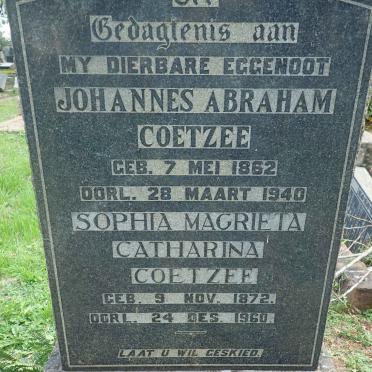 Gedagtenis aan
MY DIERBARE EGGENOOT
JOHANNES ABRAHAM
COETZEE
GEB. 7 MEI 1862
OORL. 28 MAART 1940
SOPHIA MAGRIETA
CATHARINA
COETZEE
GEB. 9 NOV. 1872.
OORL. 24 DES. 1960.
LAAT U WIL GESKIED.